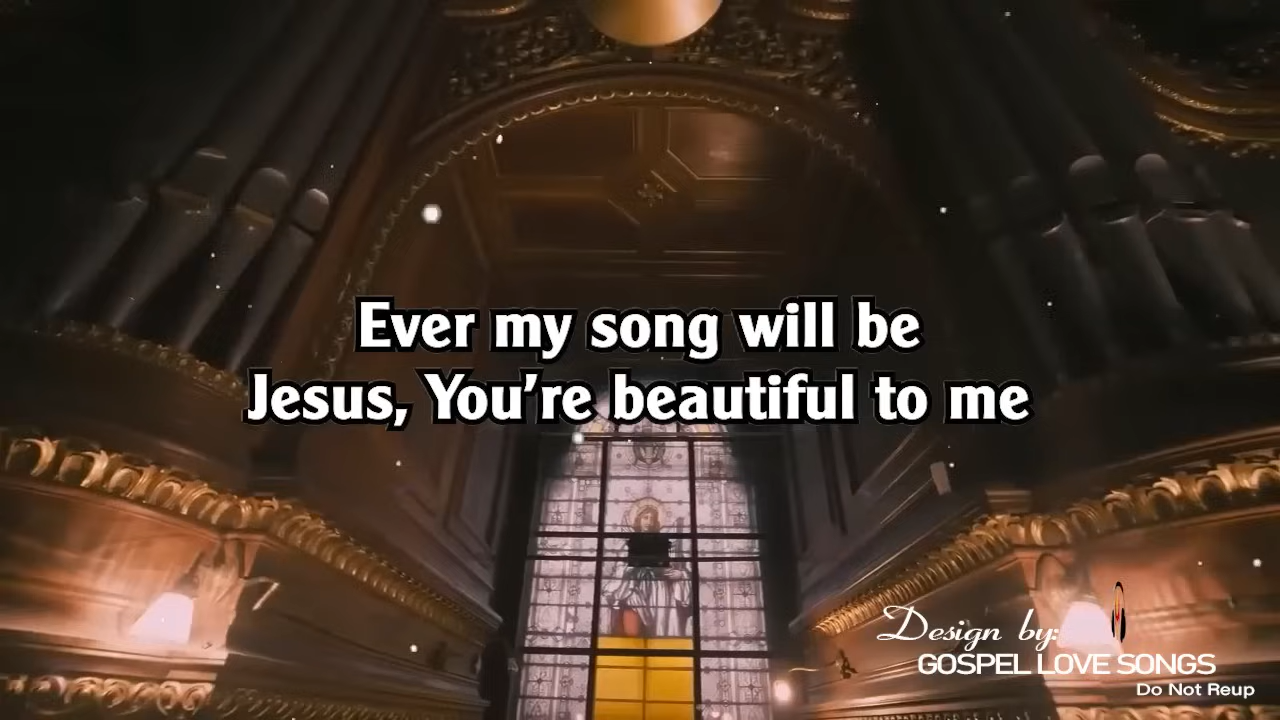 Ever my song will be
Jesus, You're beautiful to me
Design by:
GOSPEL LOVE SONGS
Do Not Reup